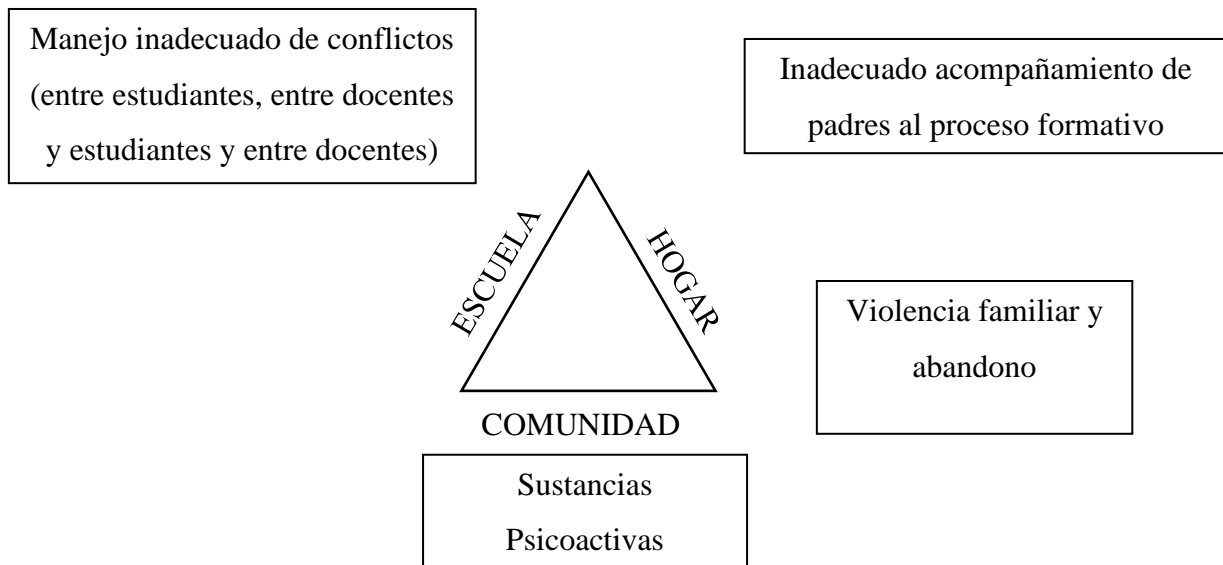 Manejo inadecuado de conflictos
(entre estudiantes, entre docentes
y estudiantes y entre docentes)
Inadecuado acompañamiento de
padres al proceso formativo
ESCUELA
HOGAR
Violencia familiar y
abandono
COMUNIDAD
Sustancias
Psicoactivas